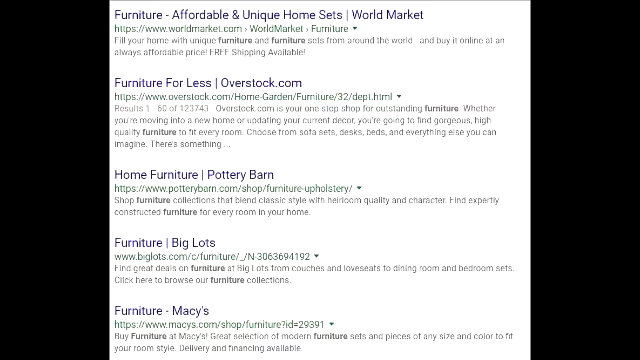 Furniture - Affordable & Unique Home Sets | World Market
https://www.worldmarket.com › WorldMarket › Furniture
Fill your home with unique furniture and furniture sets from around the world and buy it online at an
always affordable price! FREE Shipping Available!
Furniture For Less | Overstock.com
https://www.overstock.com/Home-Garden/Furniture/32/dept.html
Results 1 - 60 of 123743 Overstock.com is your one stop shop for outstanding furniture. Whether
you're moving into a new home or updating your current decor, you're going to find gorgeous, high
quality furniture to fit every room. Choose from sofa sets, desks, beds, and everything else you can
imagine. There's something . .
Home Furniture | Pottery Barn
https://www.potterybarn.com/shop/furniture-upholstery/
Shop furniture collections that blend classic style with heirloom quality and character. Find expertly
constructed furniture for every room in your home.
Furniture | Big Lots
www.biglots.com/c/furniture/_/N-3063694192
Find great deals on furniture at Big Lots from couches and loveseats to dining room and bedroom sets.
Click here to browse our furniture collections.
Furniture - Macy's
https://www.macys.com/shop/furniture?id=29391
Buy Furniture at Macy's! Great selection of modern furniture sets and pieces of any size and color to fit
your room style. Delivery and financing available.